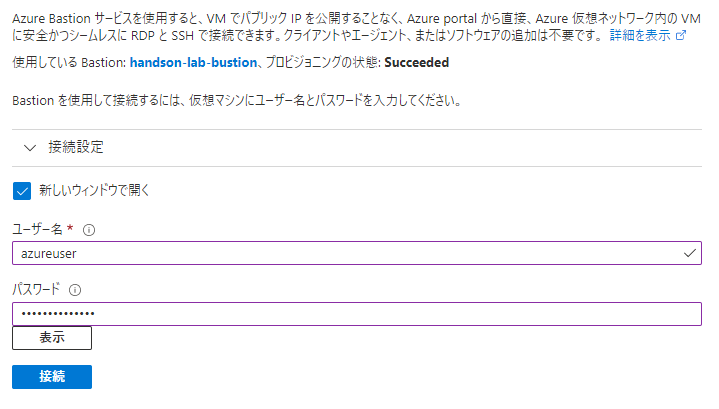 Azure Bastion サービスを使用すると、VM でパブリック IP を公開することなく、Azure portal から直接、Azure 仮想ネットワーク内の VM
に安全かつシームレスに RDP と SSH で接続できます。クライアントやエージェント、またはソフトウェアの追加は不要です。 詳細を表示
使用している Bastion: handson-lab-bustion、プロビジョニングの状態: Succeeded
Bastion を使用して接続するには、仮想マシンにユーザー名とパスワードを入力してください。
接続設定
新しいウィンドウで開く
ユーザー名 *
azureuser
パスワード
••••••••••••••
表示
接続